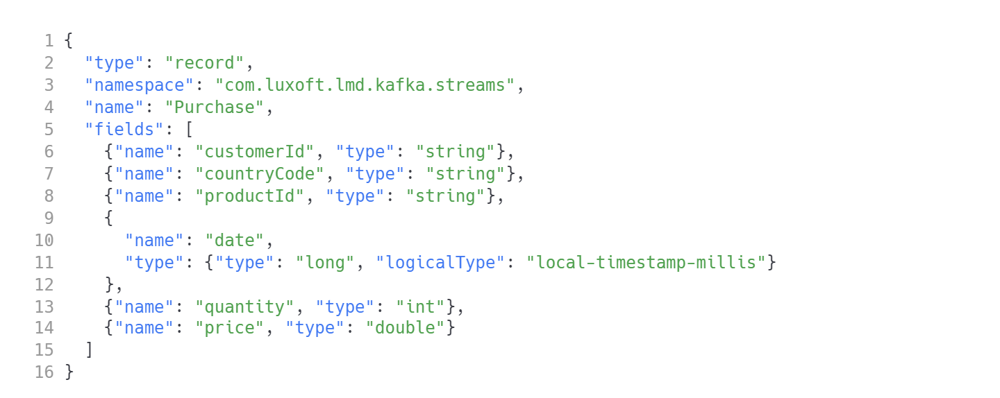 1 {
2   "type": "record",
3   "namespace": "com.luxoft.lmd.kafka.streams",
4   "name": "Purchase",
5   "fields": [
6     {"name": "customerId", "type": "string"},
7     {"name": "countryCode", "type": "string"},
8     {"name": "productId", "type": "string"},
9     {
10       "name": "date",
11       "type": {"type": "long", "logicalType": "local-timestamp-millis"}
12     },
13     {"name": "quantity", "type": "int"},
14     {"name": "price", "type": "double"}
15   ]
16 }